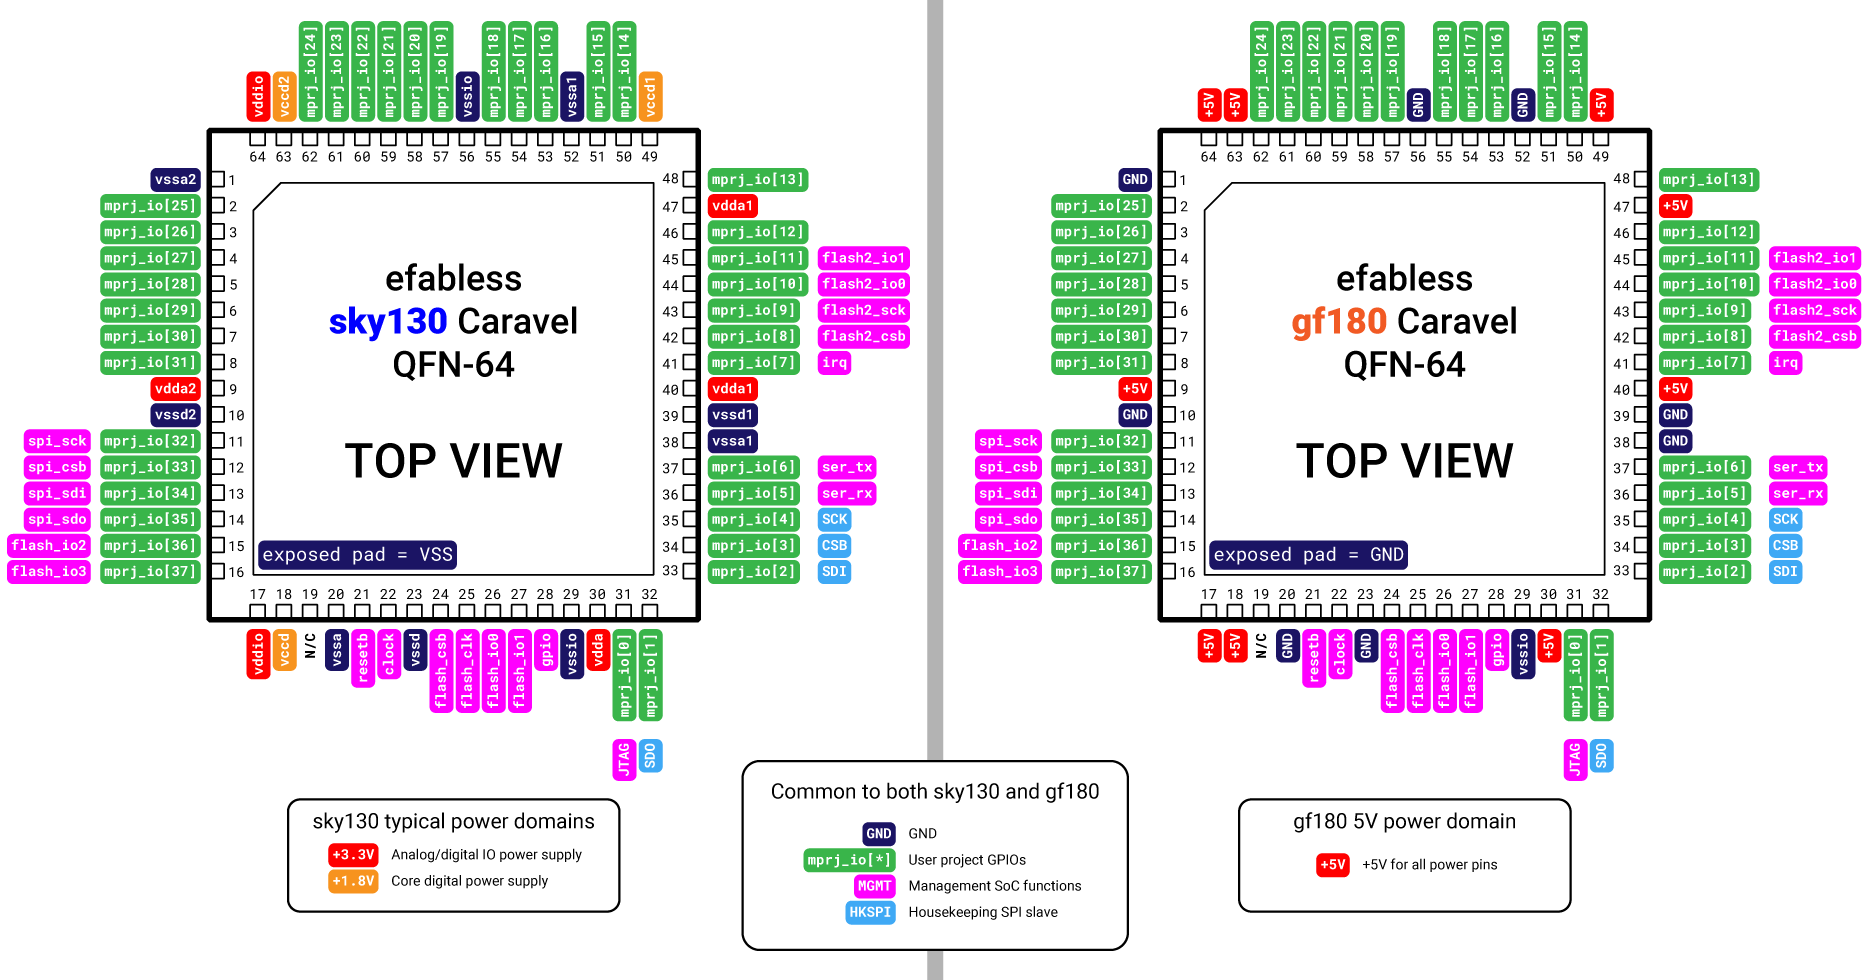 mprj_io[24]
mprj_io[23]
mprj_io[22]
mprj_io[21]
mprj_io[20]
mprj_io[19]
mprj_io[18]
mprj_io[17]
mprj_io[16]
mprj_io[15]
mprj_io[14]
vddio
vccd2
vssio
vssa1
vccd1
64 63 62 61 60 59 58 57 56 55 54 53 52 51 50 49
vssa2 1
mprj_io[25] 2
mprj_io[26] 3
mprj_io[27] 4
mprj_io[28] 5
mprj_io[29] 6
mprj_io[30] 7
mprj_io[31] 8
vdda2 9
vssd2 10
spi_sck mprj_io[32] 11
spi_csb mprj_io[33] 12
spi_sdi mprj_io[34] 13
spi_sdo mprj_io[35] 14
flash_io2 mprj_io[36] 15
flash_io3 mprj_io[37] 16
efabless
sky130 Caravel
QFN-64
TOP VIEW
exposed pad = VSS
48 mprj_io[13]
47 vdda1
46 mprj_io[12]
45 mprj_io[11] flash2_io1
44 mprj_io[10] flash2_io0
43 mprj_io[9] flash2_sck
42 mprj_io[8] flash2_csb
41 mprj_io[7] irq
40 vdda1
39 vssd1
38 vssa1
37 mprj_io[6] ser_tx
36 mprj_io[5] ser_rx
35 mprj_io[4] SCK
34 mprj_io[3] CSB
33 mprj_io[2] SDI
17 18 19 20 21 22 23 24 25 26 27 28 29 30 31 32
vddio
vccd
N/C
vssa
resetb
clock
vssd
flash_csb
flash_clk
flash_io0
flash_io1
gpio
vssio
vdda
mprj_io[0]
mprj_io[1]
JTAG
SDO
sky130 typical power domains
+3.3V Analog/digital IO power supply
+1.8V Core digital power supply
Common to both sky130 and gf180
GND GND
mprj_io[*] User project GPIOs
MGMT Management SoC functions
HKSPI Housekeeping SPI slave
+5V
+5V
mprj_io[24]
mprj_io[23]
mprj_io[22]
mprj_io[21]
mprj_io[20]
mprj_io[19]
GND
mprj_io[18]
mprj_io[17]
mprj_io[16]
GND
mprj_io[15]
mprj_io[14]
+5V
64 63 62 61 60 59 58 57 56 55 54 53 52 51 50 49
GND 1
mprj_io[25] 2
mprj_io[26] 3
mprj_io[27] 4
mprj_io[28] 5
mprj_io[29] 6
mprj_io[30] 7
mprj_io[31] 8
+5V 9
GND 10
spi_sck mprj_io[32] 11
spi_csb mprj_io[33] 12
spi_sdi mprj_io[34] 13
spi_sdo mprj_io[35] 14
flash_io2 mprj_io[36] 15
flash_io3 mprj_io[37] 16
efabless
gf180 Caravel
QFN-64
TOP VIEW
exposed pad = GND
48 mprj_io[13]
47 +5V
46 mprj_io[12]
45 mprj_io[11] flash2_io1
44 mprj_io[10] flash2_io0
43 mprj_io[9] flash2_sck
42 mprj_io[8] flash2_csb
41 mprj_io[7] irq
40 +5V
39 GND
38 GND
37 mprj_io[6] ser_tx
36 mprj_io[5] ser_rx
35 mprj_io[4] SCK
34 mprj_io[3] CSB
33 mprj_io[2] SDI
17 18 19 20 21 22 23 24 25 26 27 28 29 30 31 32
+5V
+5V
N/C
GND
resetb
clock
GND
flash_csb
flash_clk
flash_io0
flash_io1
gpio
vssio
+5V
mprj_io[0]
mprj_io[1]
JTAG
SDO
gf180 5V power domain
+5V +5V for all power pins